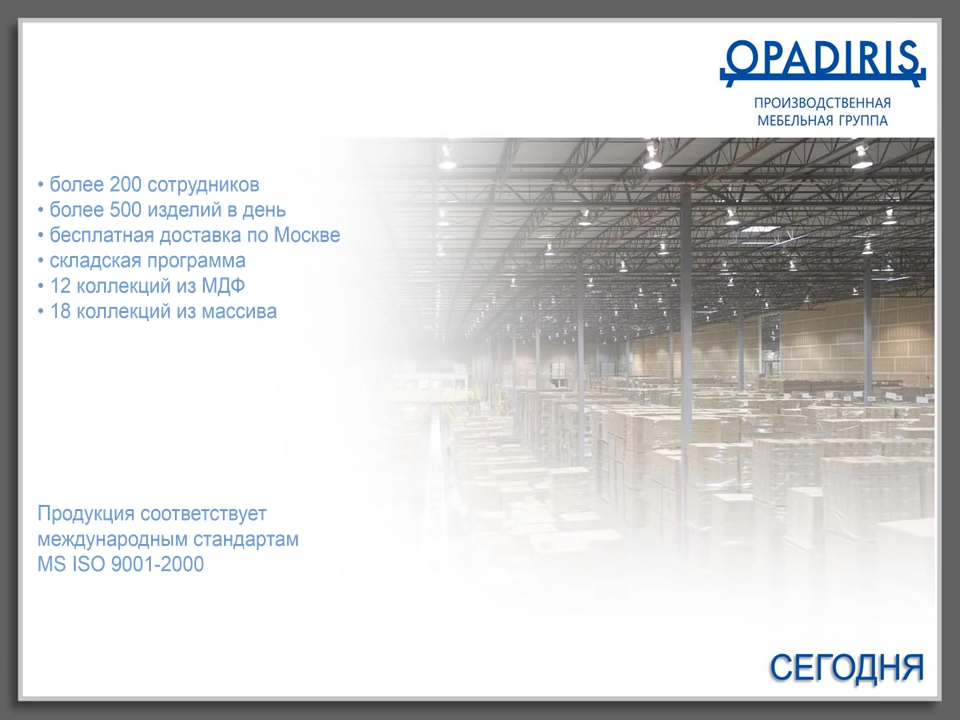 OPADIRIS
ПРОИЗВОДСТВЕННАЯ
МЕБЕЛЬНАЯ ГРУППА
• более 200 сотрудников
• более 500 изделий в день
• бесплатная доставка по Москве
• складская программа
• 12 коллекций из МДФ
• 18 коллекций из массива
Продукция соответствует
международным стандартам
MS ISO 9001-2000
СЕГОДНЯ